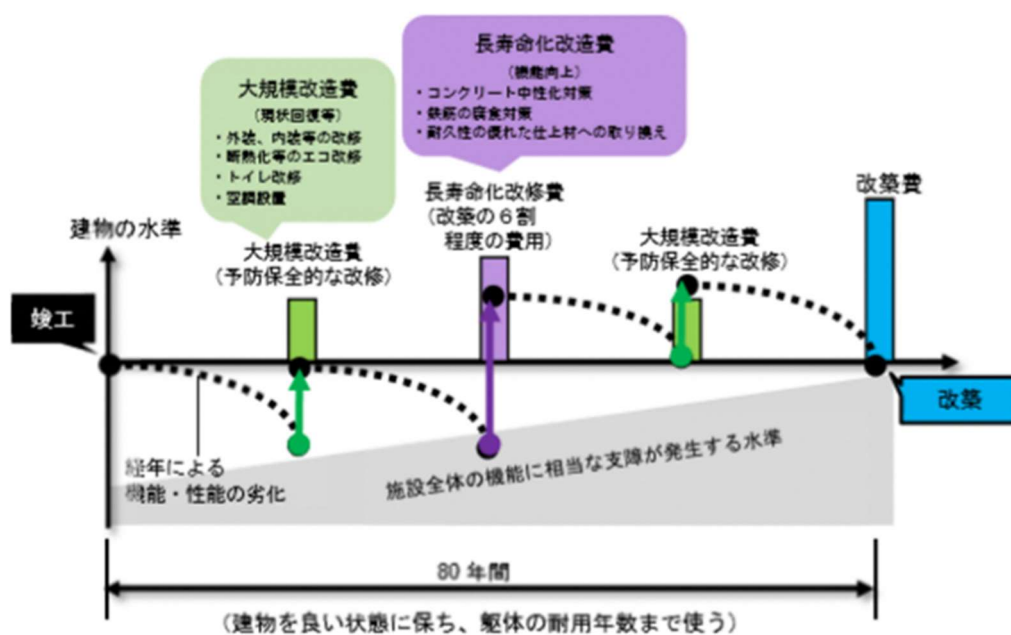 長寿命化改造費
（機能向上）
・コンクリート中性化対策
・鉄筋の腐食対策
・耐久性の優れた仕上材への取り換え
大規模改造費
（現状回復等）
・外装、内装等の改修
・断熱化等のエコ改修
・トイレ改修
・空調設置
建物の水準
大規模改造費
（予防保全的な改修）
長寿命化改修費
（改築の６割
程度の費用）
大規模改造費
（予防保全的な改修）
改築費
竣工
改築
経年による
機能・性能の劣化
施設全体の機能に相当な支障が発生する水準
80 年間
（建物を良い状態に保ち、躯体の耐用年数まで使う）